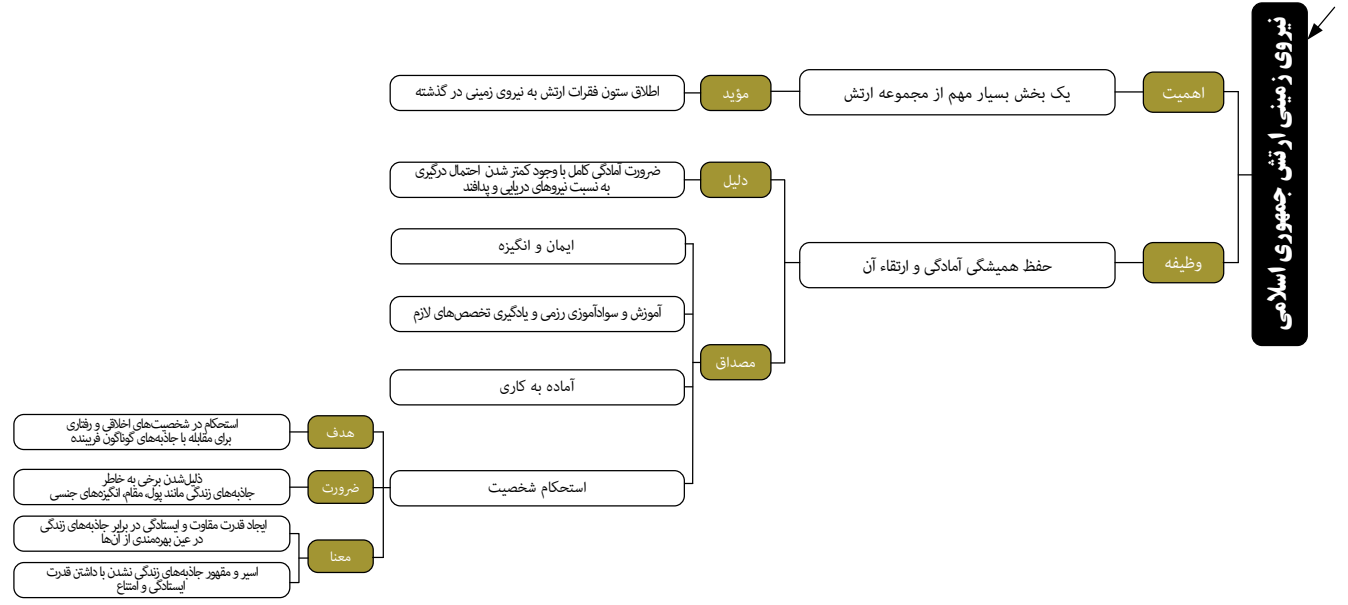 نیروی زمینی ارتش جمهوری اسلامی
اهمیت
یک بخش بسیار مهم از مجموعه ارتش
مؤید
اطلاق ستون فقرات ارتش به نیروی زمینی در گذشته
وظیفه
حفظ همیشگی آمادگی و ارتقاء آن
دلیل
ضرورت آمادگی کامل با وجود کمتر شدن احتمال درگیری
به نسبت نیروهای دریایی و پدافند
مصداق
ایمان و انگیزه
آموزش و سوادآموزی رزمی و یادگیری تخصص‌های لازم
آماده به کاری
استحکام شخصیت
هدف
استحکام در شخصیت‌های اخلاقی و رفتاری
برای مقابله با جاذبه‌های گوناگون فریبنده
ضرورت
ذلیل‌شدن برخی به خاطر
جاذبه‌های زندگی مانند پول، مقام، انگیزه‌های جنسی
معنا
ایجاد قدرت مقاوت و ایستادگی در برابر جاذبه‌های زندگی
در عین بهره‌مندی از آن‌ها
اسیر و مقهور جاذبه‌های زندگی نشدن با داشتن قدرت
ایستادگی و امتناع